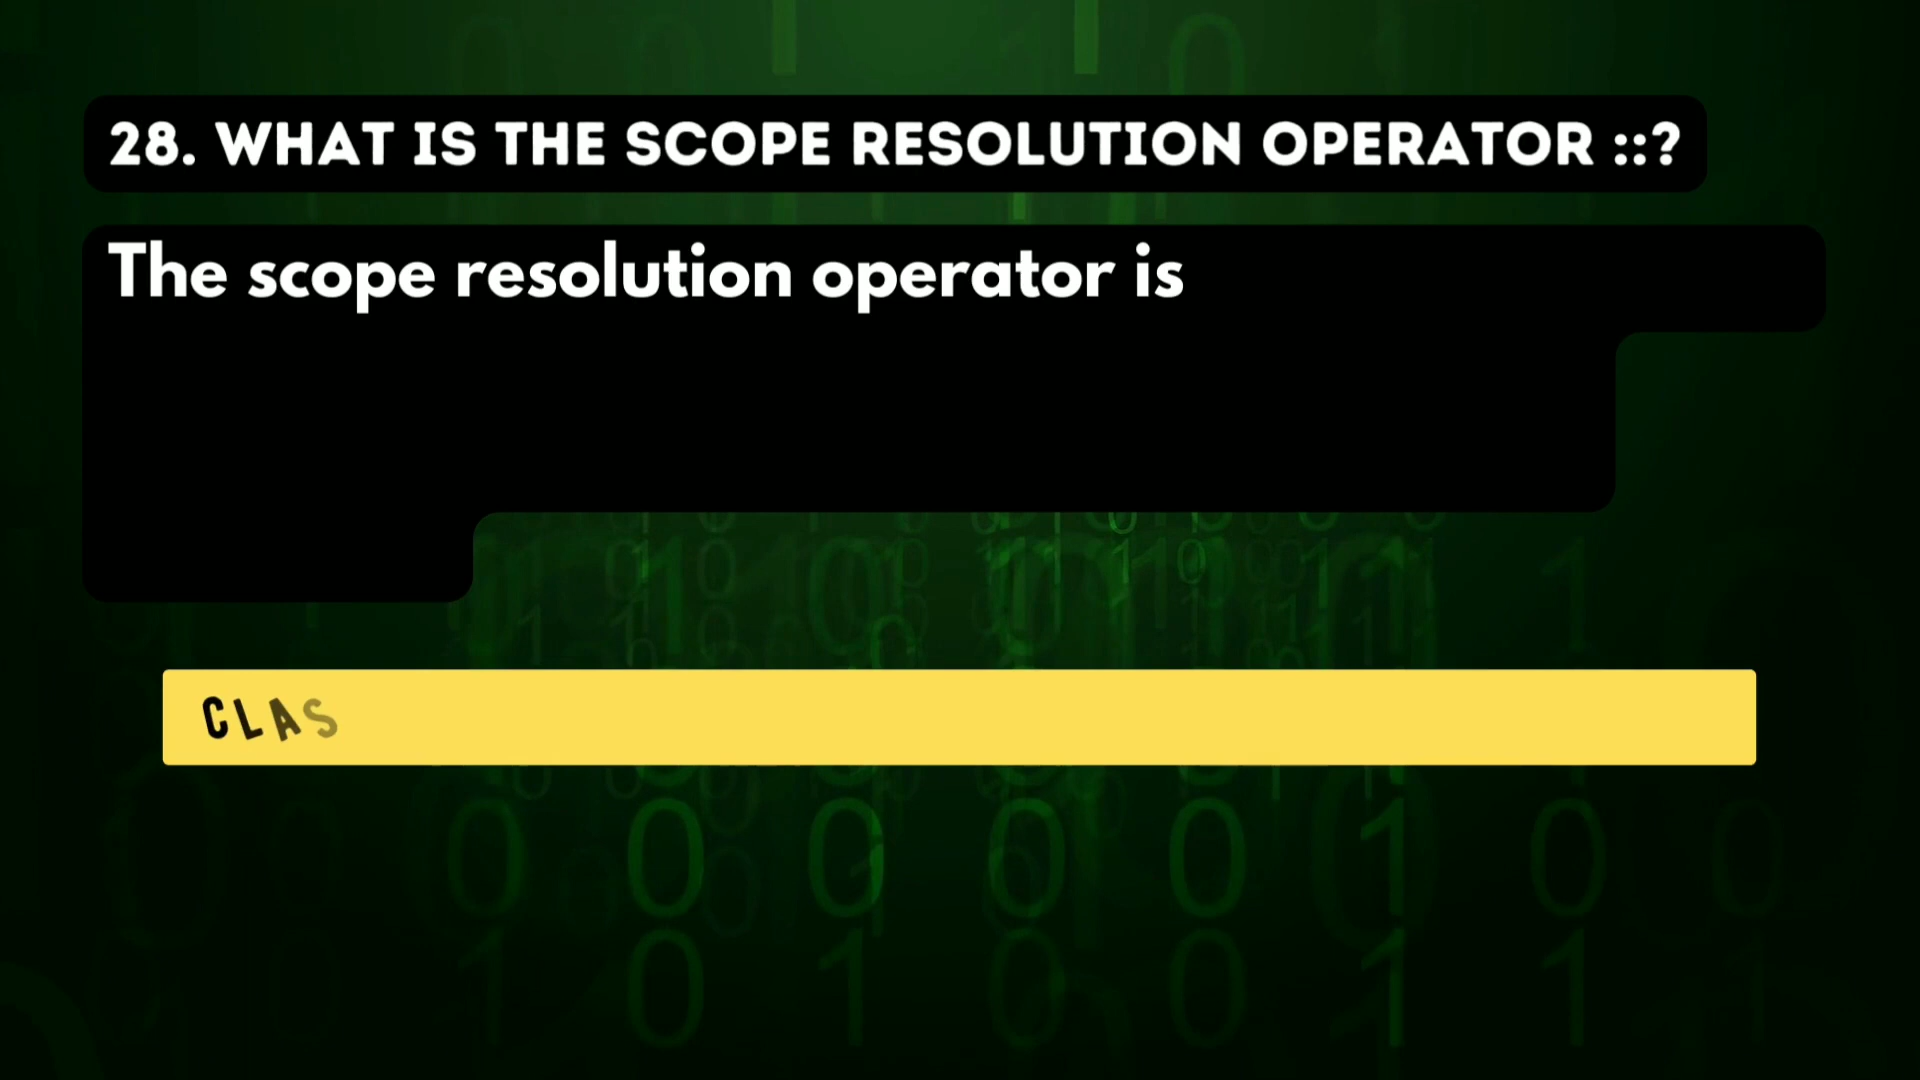 28. WHAT IS THE SCOPE RESOLUTION OPERATOR ::?
The scope resolution operator is
CLAS